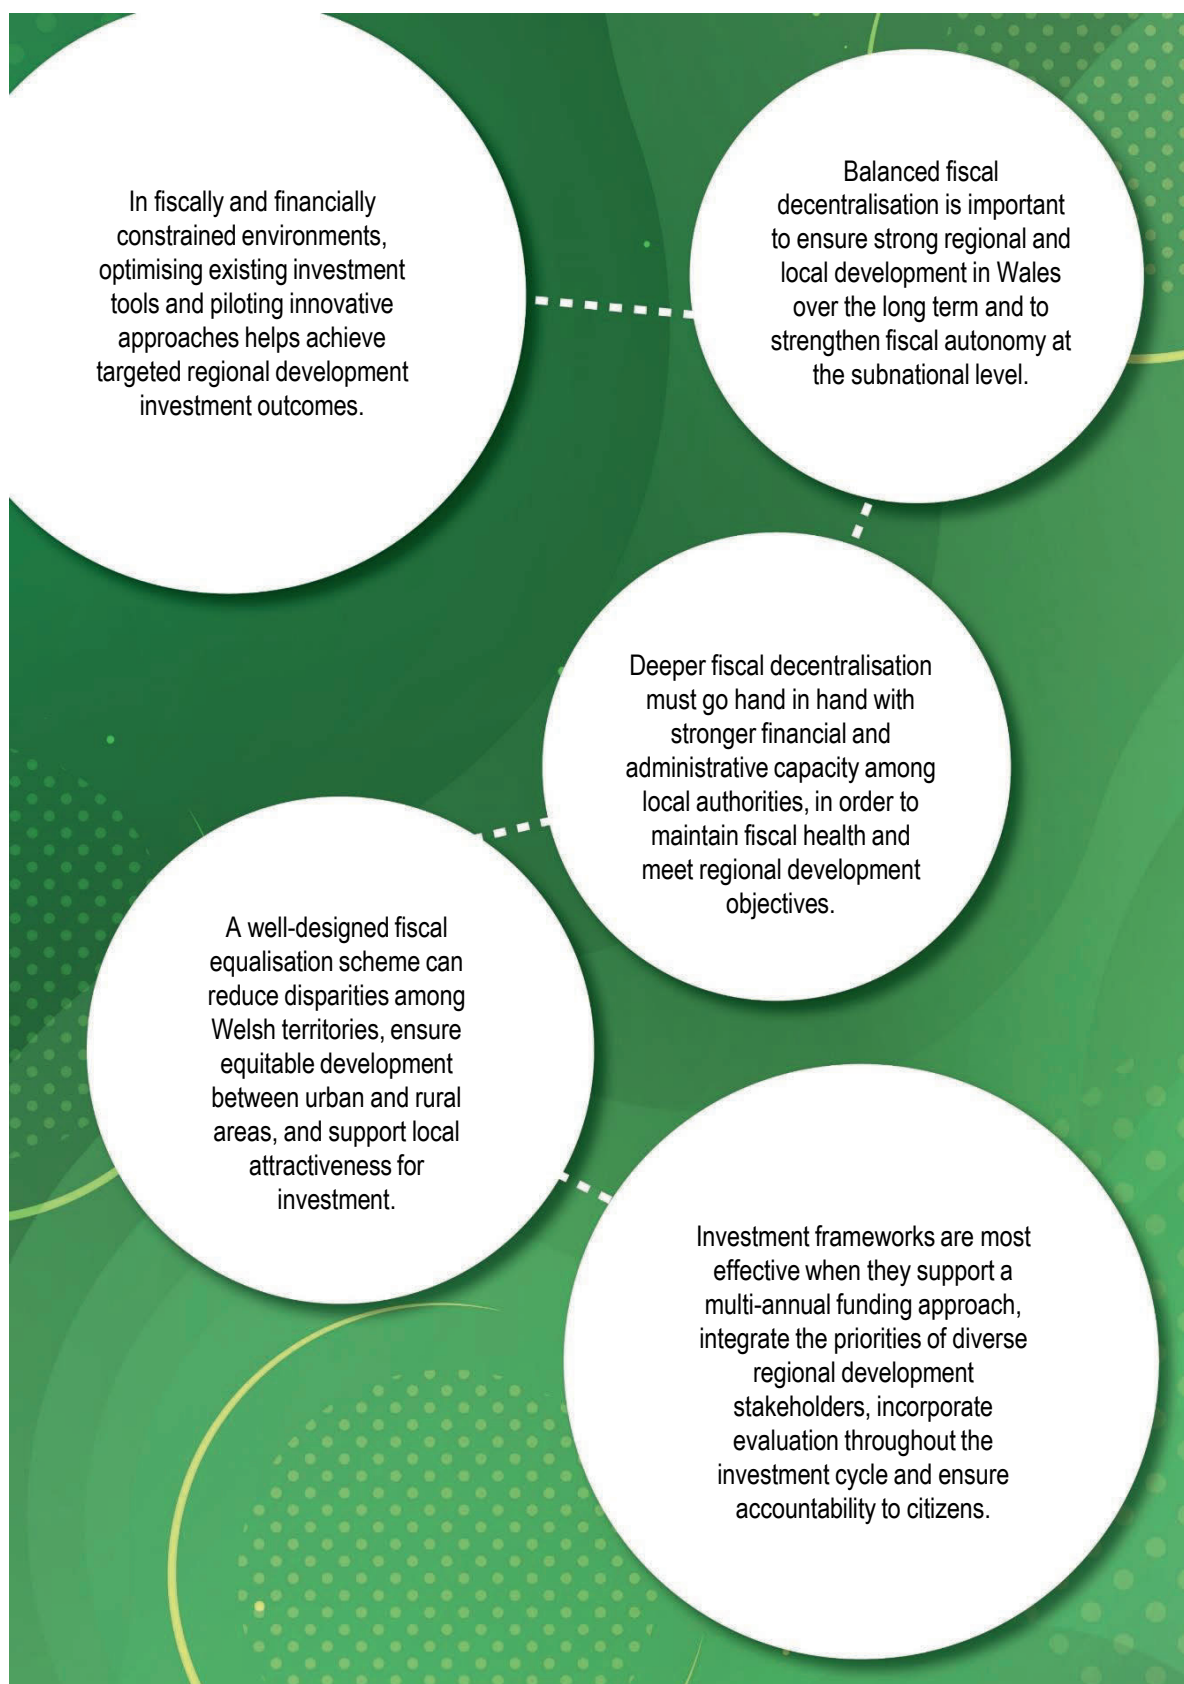 In fiscally and financially
constrained environments,
optimising existing investment
tools and piloting innovative
approaches helps achieve
targeted regional development
investment outcomes.
Balanced fiscal
decentralisation is important
to ensure strong regional and
local development in Wales
over the long term and to
strengthen fiscal autonomy at
the subnational level.
Deeper fiscal decentralisation
must go hand in hand with
stronger financial and
administrative capacity among
local authorities, in order to
maintain fiscal health and
meet regional development
objectives.
A well-designed fiscal
equalisation scheme can
reduce disparities among
Welsh territories, ensure
equitable development
between urban and rural
areas, and support local
attractiveness for
investment.
Investment frameworks are most
effective when they support a
multi-annual funding approach,
integrate the priorities of diverse
regional development
stakeholders, incorporate
evaluation throughout the
investment cycle and ensure
accountability to citizens.